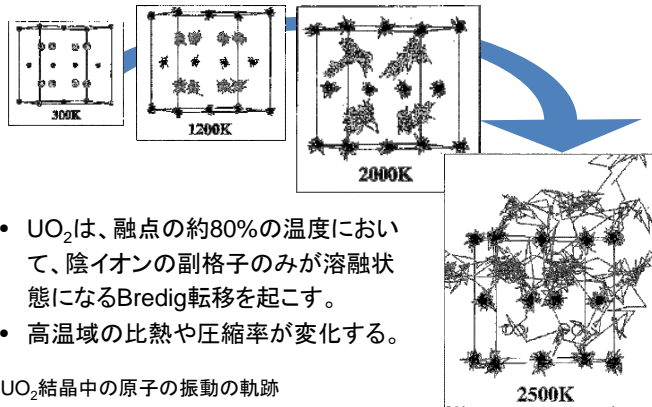 300K
1200K
2000K
2500K
• UO₂は、融点の約80%の温度におい
て、陰イオンの副格子のみが溶融状
態になるBredig転移を起こす。
• 高温域の比熱や圧縮率が変化する。
UO₂結晶中の原子の振動の軌跡